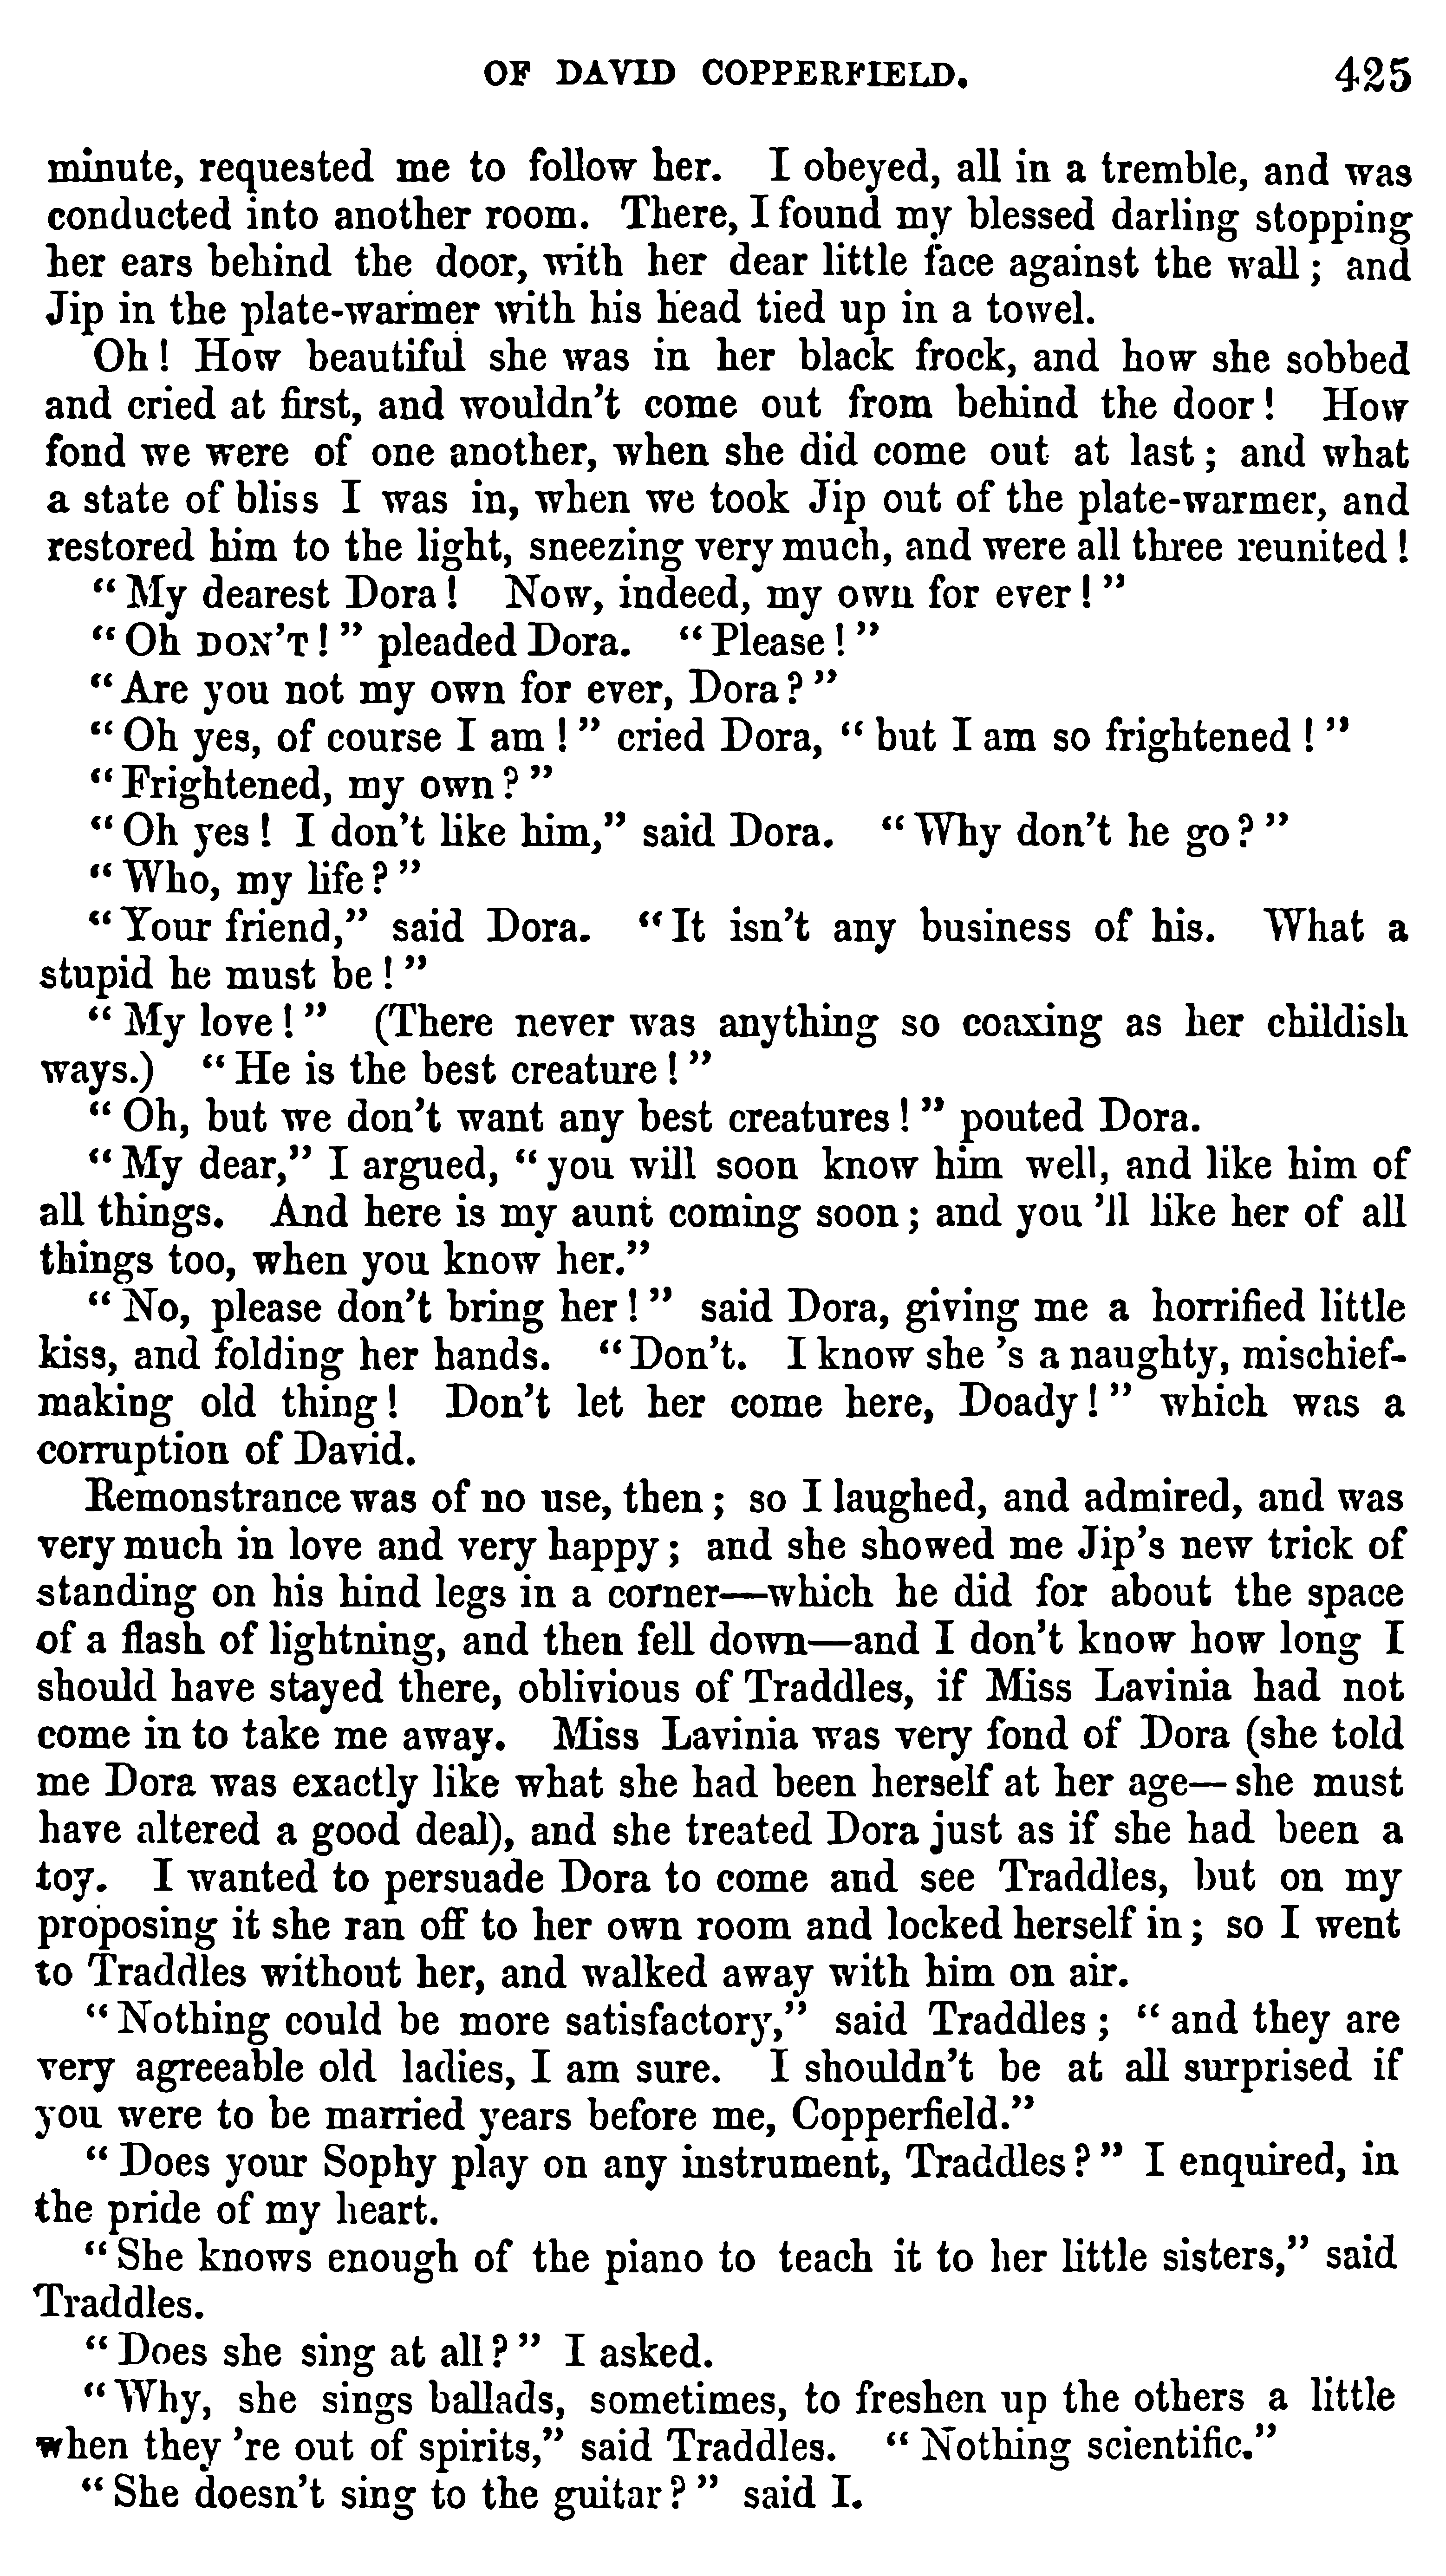 OF DAVID COPPERFIELD. 425
minute, requested me to follow her. I obeyed, all in a tremble, and was
conducted into another room. There, I found my blessed darling stopping
her ears behind the door, with her dear little face against the wall; and
Jip in the plate-warmer with his head tied up in a towel.
Oh! How beautiful she was in her black frock, and how she sobbed
and cried at first, and wouldn't come out from behind the door! How
fond we were of one another, when she did come out at last; and what
a state of bliss I was in, when we took Jip out of the plate-warmer, and
restored him to the light, sneezing very much, and were all three reunited!
"My dearest Dora! Now, indeed, my own for ever!"
"Oh DON'T!" pleaded Dora. "Please!"
"Are you not my own for ever, Dora?"
"Oh yes, of course I am!" cried Dora, "but I am so frightened!"
"Frightened, my own?"
"Oh yes! I don't like him," said Dora. "Why don't he go?"
"Who, my life?"
"Your friend," said Dora. "It isn't any business of his. What a
stupid he must be!"
"My love!" (There never was anything so coaxing as her childish
ways.) "He is the best creature!"
"Oh, but we don't want any best creatures!" pouted Dora.
"My dear," I argued, "you will soon know him well, and like him of
all things. And here is my aunt coming soon; and you 'll like her of all
things too, when you know her."
"No, please don't bring her!" said Dora, giving me a horrified little
kiss, and folding her hands. "Don't. I know she 's a naughty, mischief-
making old thing! Don't let her come here, Doady!" which was a
corruption of David.
Remonstrance was of no use, then; so I laughed, and admired, and was
very much in love and very happy; and she showed me Jip's new trick of
standing on his hind legs in a corner—which he did for about the space
of a flash of lightning, and then fell down—and I don't know how long I
should have stayed there, oblivious of Traddles, if Miss Lavinia had not
come in to take me away. Miss Lavinia was very fond of Dora (she told
me Dora was exactly like what she had been herself at her age—she must
have altered a good deal), and she treated Dora just as if she had been a
toy. I wanted to persuade Dora to come and see Traddles, but on my
proposing it she ran off to her own room and locked herself in; so I went
to Traddles without her, and walked away with him on air.
"Nothing could be more satisfactory," said Traddles; "and they are
very agreeable old ladies, I am sure. I shouldn't be at all surprised if
you were to be married years before me, Copperfield."
"Does your Sophy play on any instrument, Traddles?" I enquired, in
the pride of my heart.
"She knows enough of the piano to teach it to her little sisters," said
Traddles.
"Does she sing at all?" I asked.
"Why, she sings ballads, sometimes, to freshen up the others a little
when they 're out of spirits," said Traddles. "Nothing scientific."
"She doesn't sing to the guitar?" said I.